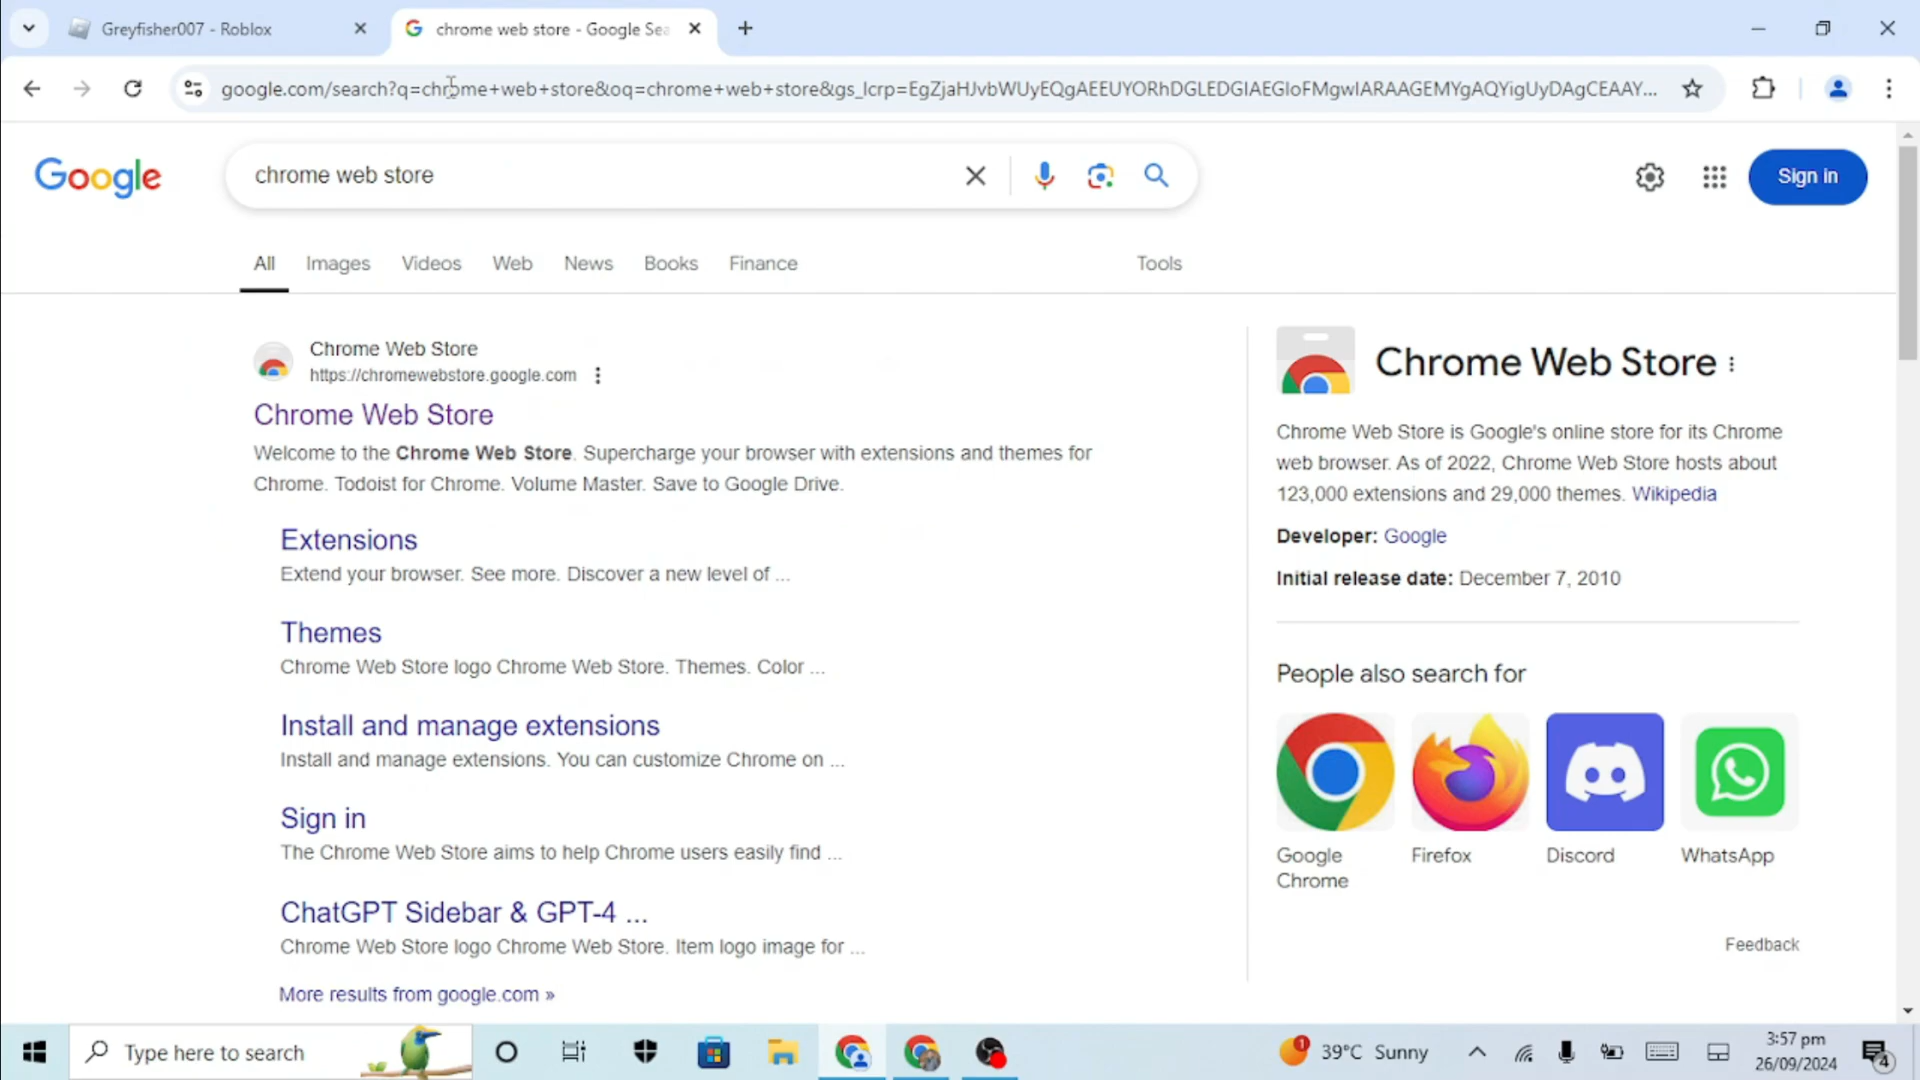 Greyfisher007 - Roblox
chrome web store - Google Sea
google.com/search?q=chrome+web+store&oq=chrome+web+store&gs_lcrp=EgZjaHJvbWUyEQgAEEUYORhDGLEDGIAEGIoFMgwIARAAGEMYgAQYigUyDAgCEAAY...
Google
chrome web store
Sign in
All Images Videos Web News Books Finance Tools
Chrome Web Store
https://chromewebstore.google.com
Chrome Web Store
Welcome to the Chrome Web Store. Supercharge your browser with extensions and themes for
Chrome. Todoist for Chrome. Volume Master. Save to Google Drive.
Extensions
Extend your browser. See more. Discover a new level of ...
Themes
Chrome Web Store logo Chrome Web Store. Themes. Color ...
Install and manage extensions
Install and manage extensions. You can customize Chrome on ...
Sign in
The Chrome Web Store aims to help Chrome users easily find ...
ChatGPT Sidebar & GPT-4 ...
Chrome Web Store logo Chrome Web Store. Item logo image for ...
More results from google.com »
Chrome Web Store
Chrome Web Store is Google's online store for its Chrome
web browser. As of 2022, Chrome Web Store hosts about
123,000 extensions and 29,000 themes. Wikipedia
Developer: Google
Initial release date: December 7, 2010
People also search for
Google
Chrome
Firefox
Discord
WhatsApp
Feedback
Type here to search
1
39°C Sunny
3:57 pm
26/09/2024
4